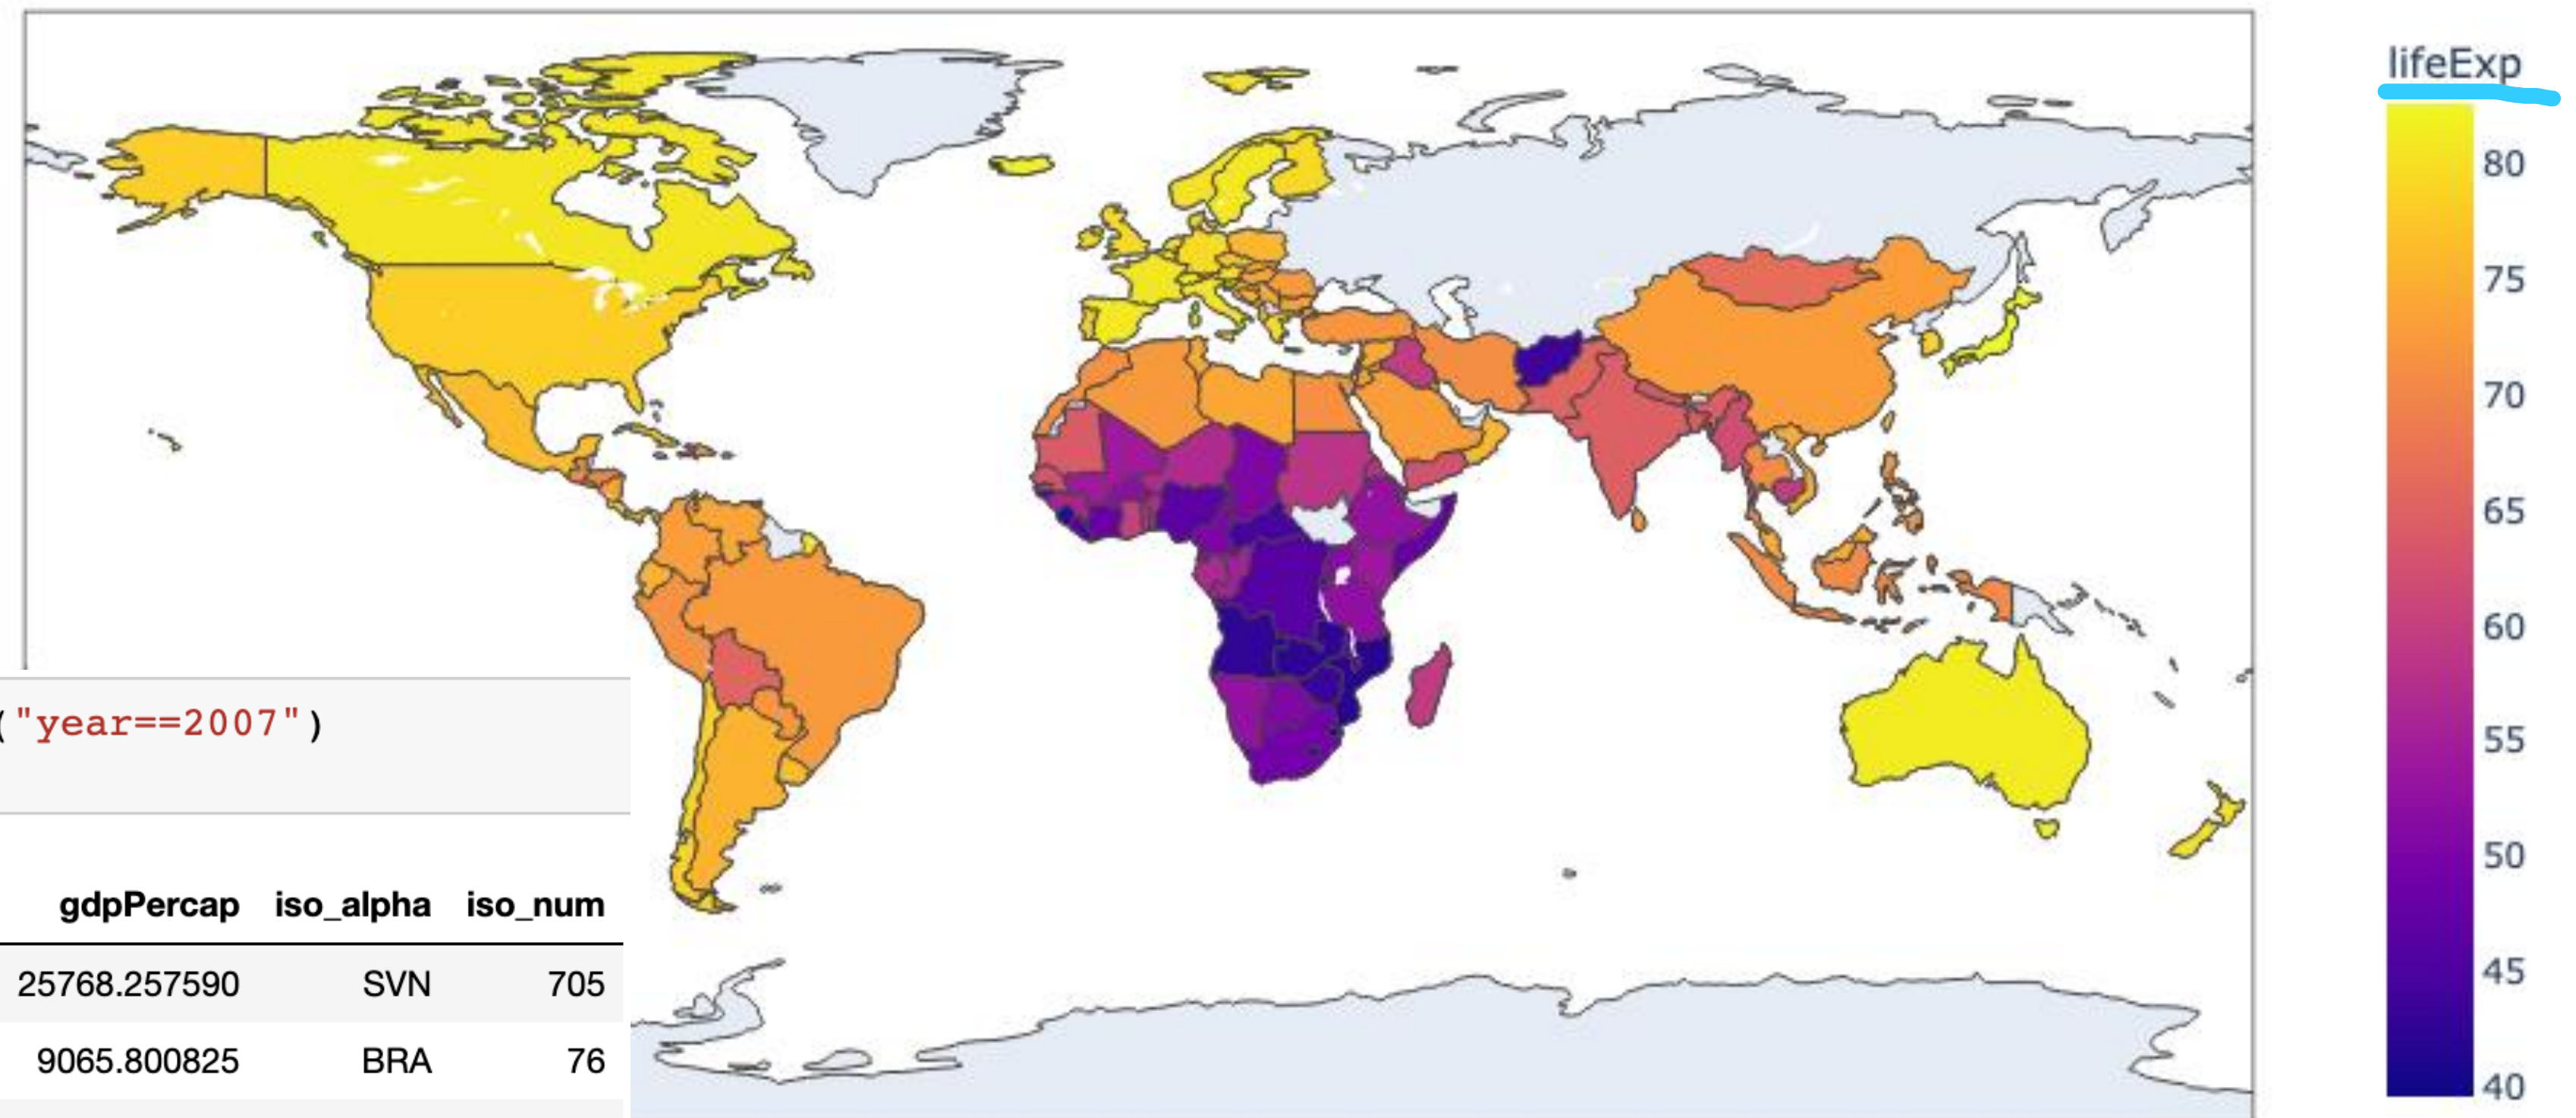 lifeExp
80
75
70
65
60
55
50
45
40
("year==2007")
gdpPercap iso_alpha iso_num
25768.257590 SVN 705
9065.800825 BRA 76